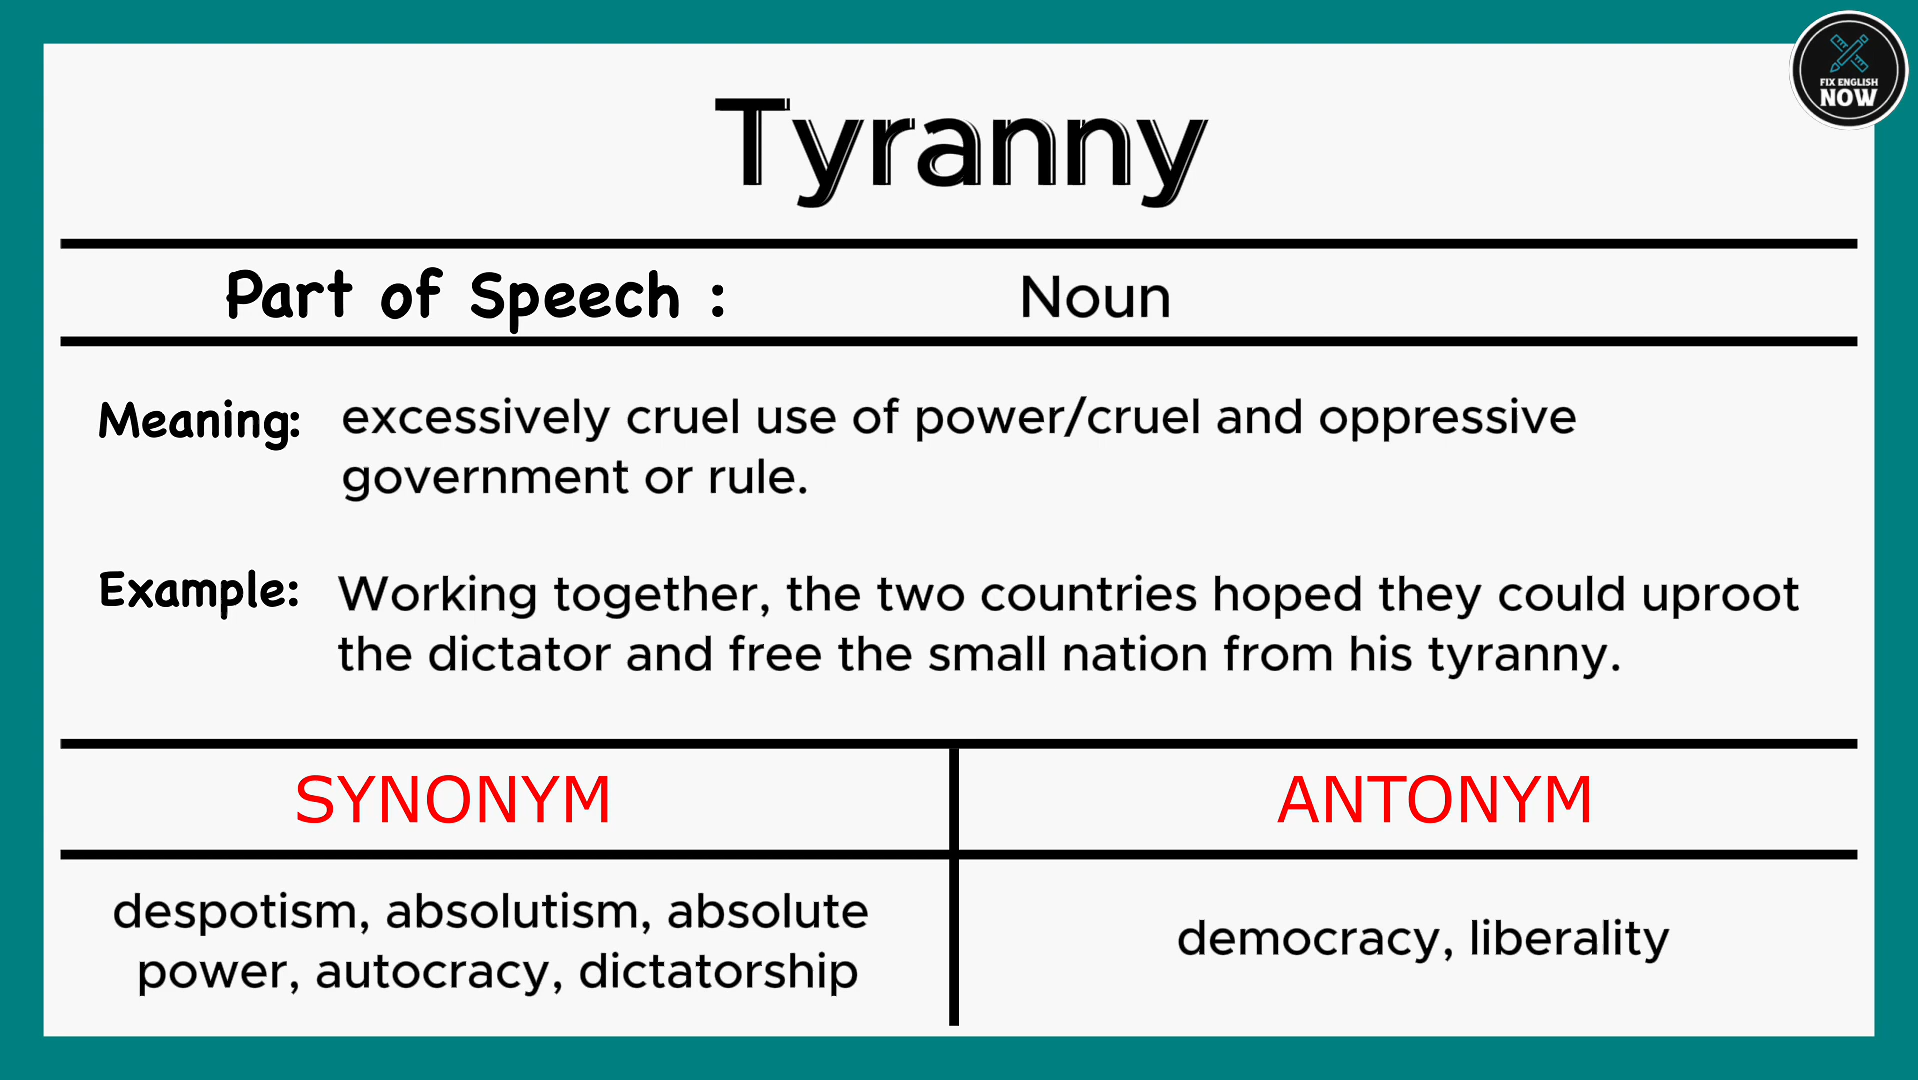 FIX ENGLISH
NOW
Tyranny
Part of Speech : Noun
Meaning: excessively cruel use of power/cruel and oppressive
government or rule.
Example: Working together, the two countries hoped they could uproot
the dictator and free the small nation from his tyranny.
SYNONYM
ANTONYM
despotism, absolutism, absolute
power, autocracy, dictatorship
democracy, liberality